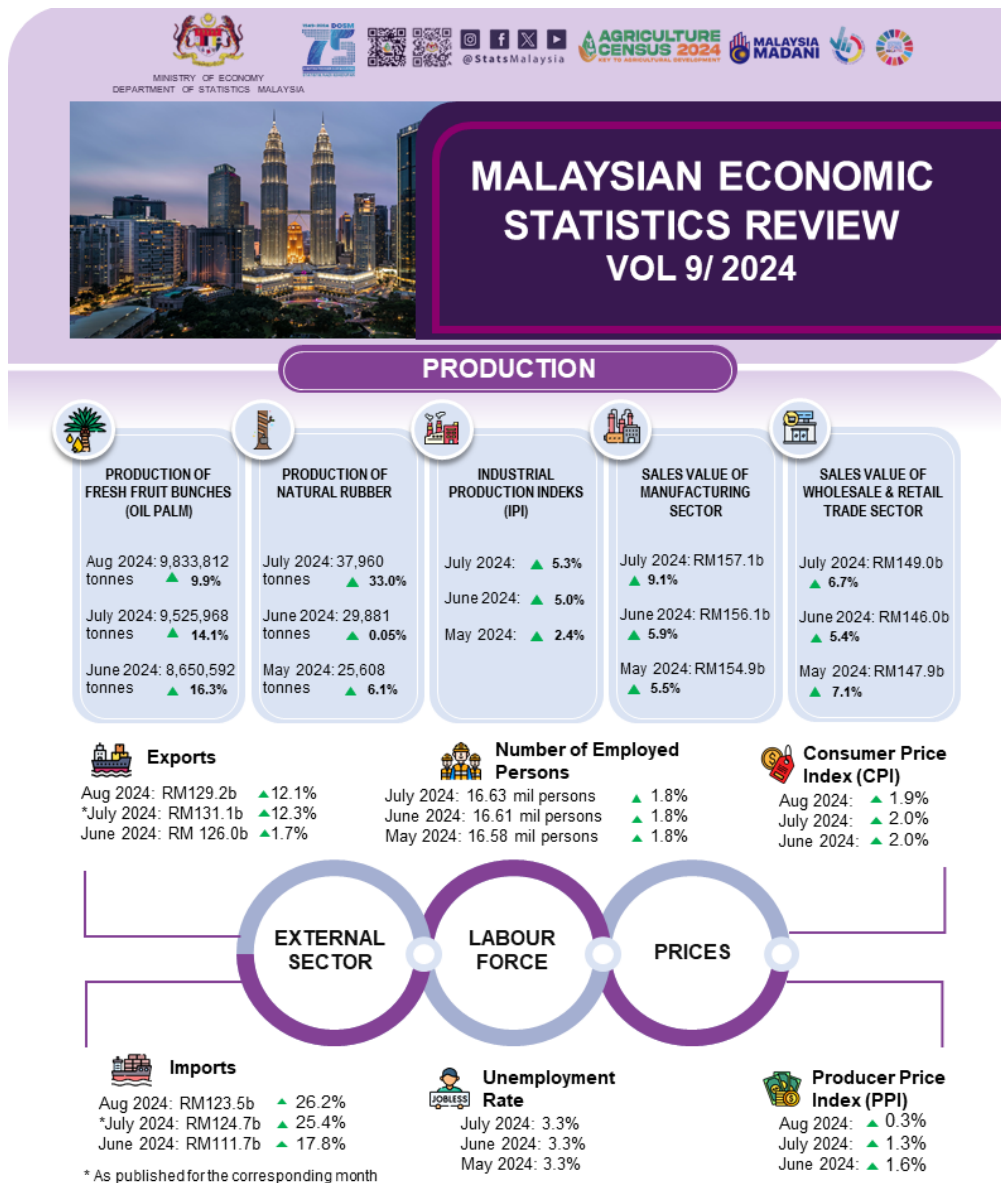 MINISTRY OF ECONOMY
DEPARTMENT OF STATISTICS MALAYSIA
DOSM
75
@StatsMalaysia
AGRICULTURE
CENSUS 2024
KEY TO AGRICULTURAL DEVELOPMENT
MALAYSIA
MADANI
MALAYSIAN ECONOMIC
STATISTICS REVIEW
VOL 9/ 2024
PRODUCTION
PRODUCTION OF
FRESH FRUIT BUNCHES
(OIL PALM)
Aug 2024: 9,833,812
tonnes ▲ 9.9%
July 2024: 9,525,968
tonnes ▲ 14.1%
June 2024: 8,650,592
tonnes ▲ 16.3%
PRODUCTION OF
NATURAL RUBBER
July 2024: 37,960
tonnes ▲ 33.0%
June 2024: 29,881
tonnes ▲ 0.05%
May 2024: 25,608
tonnes ▲ 6.1%
INDUSTRIAL
PRODUCTION INDEKS
(IPI)
July 2024: ▲ 5.3%
June 2024: ▲ 5.0%
May 2024: ▲ 2.4%
SALES VALUE OF
MANUFACTURING
SECTOR
July 2024: RM157.1b
▲ 9.1%
June 2024: RM156.1b
▲ 5.9%
May 2024: RM154.9b
▲ 5.5%
SALES VALUE OF
WHOLESALE & RETAIL
TRADE SECTOR
July 2024: RM149.0b
▲ 6.7%
June 2024: RM146.0b
▲ 5.4%
May 2024: RM147.9b
▲ 7.1%
Exports
Aug 2024: RM129.2b ▲12.1%
*July 2024: RM131.1b ▲12.3%
June 2024: RM 126.0b ▲1.7%
Number of Employed
Persons
July 2024: 16.63 mil persons ▲ 1.8%
June 2024: 16.61 mil persons ▲ 1.8%
May 2024: 16.58 mil persons ▲ 1.8%
Consumer Price
Index (CPI)
Aug 2024: ▲ 1.9%
July 2024: ▲ 2.0%
June 2024: ▲ 2.0%
EXTERNAL
SECTOR
LABOUR
FORCE
PRICES
Imports
Aug 2024: RM123.5b ▲ 26.2%
*July 2024: RM124.7b ▲ 25.4%
June 2024: RM111.7b ▲ 17.8%
* As published for the corresponding month
JOBLESS
Unemployment
Rate
July 2024: 3.3%
June 2024: 3.3%
May 2024: 3.3%
Producer Price
Index (PPI)
Aug 2024: ▲ 0.3%
July 2024: ▲ 1.3%
June 2024: ▲ 1.6%